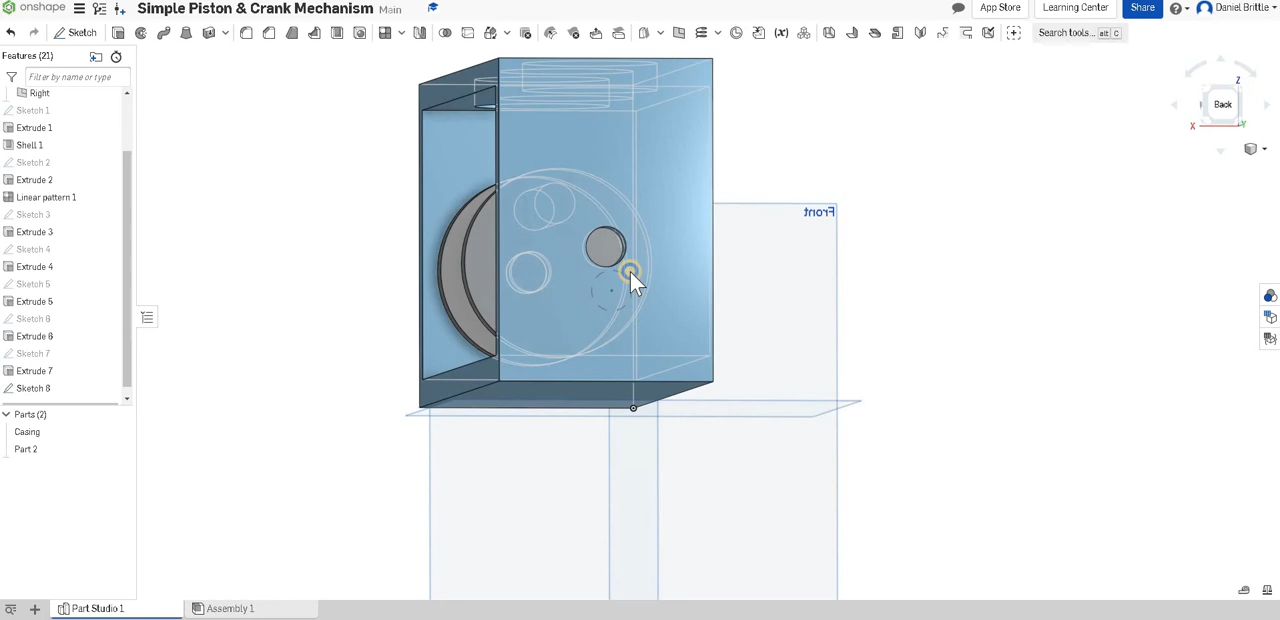 onshape Simple Piston & Crank Mechanism Main App Store Learning Center Share Daniel Brittle
Sketch Search tools... alt C
Features (21)
Filter by name or type
Right
Sketch 1
Extrude 1
Shell 1
Sketch 2
Extrude 2
Linear pattern 1
Sketch 3
Extrude 3
Sketch 4
Extrude 4
Sketch 5
Extrude 5
Sketch 6
Extrude 6
Sketch 7
Extrude 7
Sketch 8
Parts (2)
Casing
Part 2
Z
Back
X Y
Front
Part Studio 1 Assembly 1